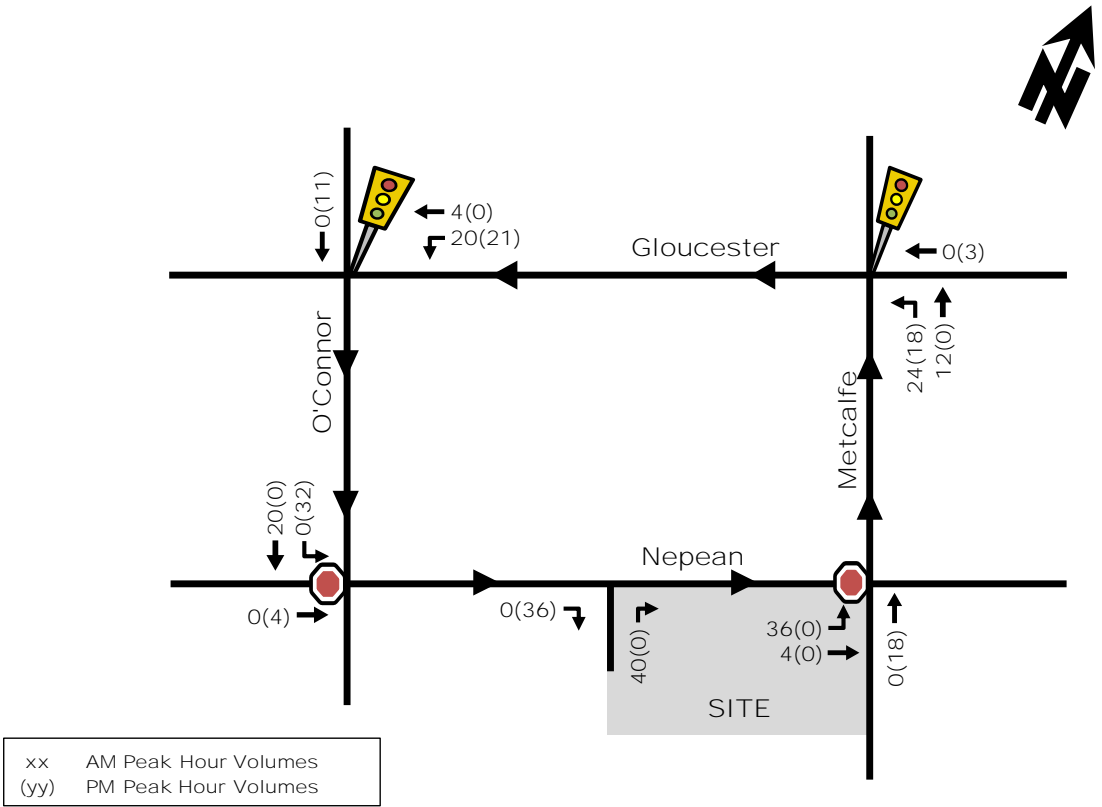 N
0(11)
4(0)
20(21)
Gloucester
0(3)
24(18)
12(0)
O'Connor
Metcalfe
20(0)
0(32)
Nepean
0(4)
0(36)
40(0)
36(0)
4(0)
0(18)
SITE
xx AM Peak Hour Volumes
(yy) PM Peak Hour Volumes